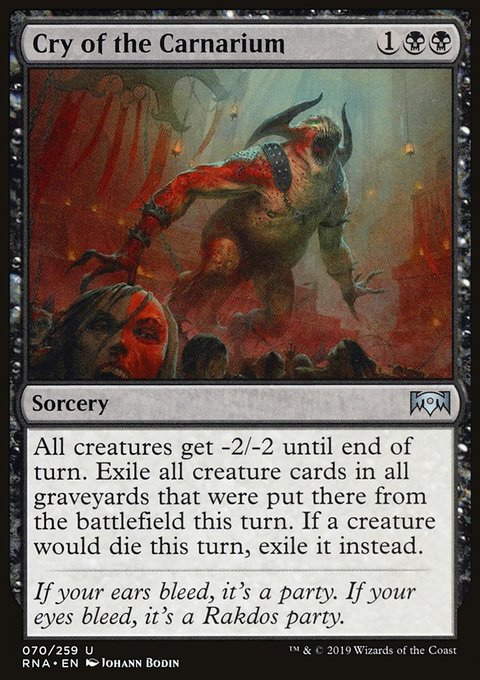 Cry of the Carnarium 1
Sorcery
All creatures get -2/-2 until end of
turn. Exile all creature cards in all
graveyards that were put there from
the battlefield this turn. If a creature
would die this turn, exile it instead.
If your ears bleed, it's a party. If your
eyes bleed, it's a Rakdos party.
070/259 U
RNA • EN Johann Bodin
™ & © 2019 Wizards of the Coast